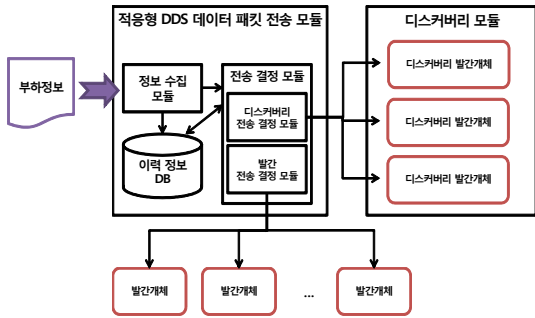 적응형 DDS 데이터 패킷 전송 모듈
디스커버리 모듈
부하정보
정보 수집
모듈
이력 정보
DB
전송 결정 모듈
디스커버리
전송 결정 모듈
발간
전송 결정 모듈
디스커버리 발간개체
디스커버리 발간개체
디스커버리 발간개체
발간개체
발간개체
...
발간개체